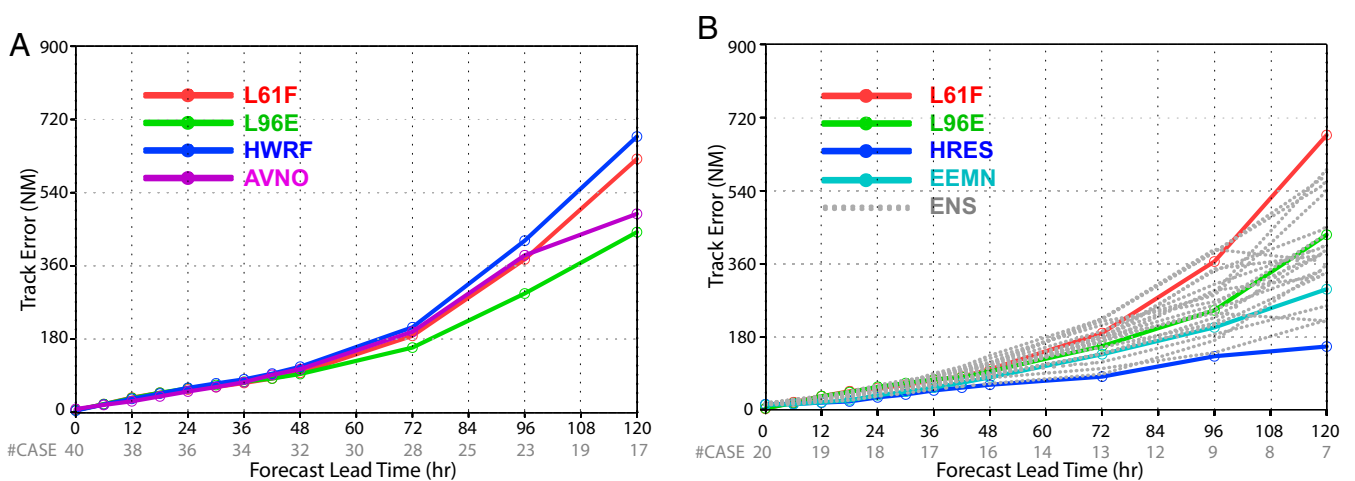 A
900
720
540
360
180
0
Track Error (NM)
L61F
L96E
HWRF
AVNO
0 12 24 36 48 60 72 84 96 108 120
#CASE 40 38 36 34 32 30 28 25 23 19 17
Forecast Lead Time (hr)
B
900
720
540
360
180
0
Track Error (NM)
L61F
L96E
HRES
EEMN
ENS
0 12 24 36 48 60 72 84 96 108 120
#CASE 20 19 18 17 16 14 13 12 9 8 7
Forecast Lead Time (hr)